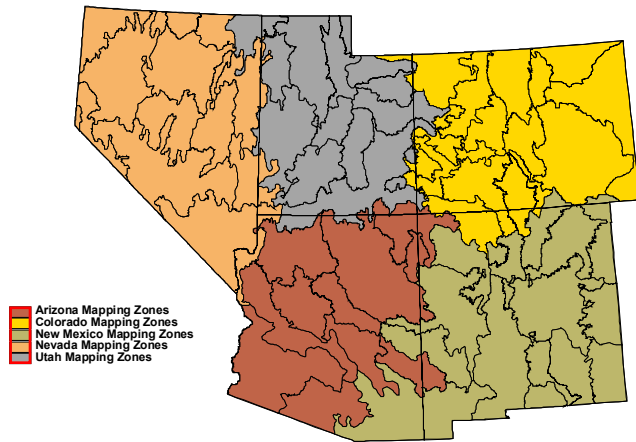 Arizona Mapping Zones
Colorado Mapping Zones
New Mexico Mapping Zones
Nevada Mapping Zones
Utah Mapping Zones